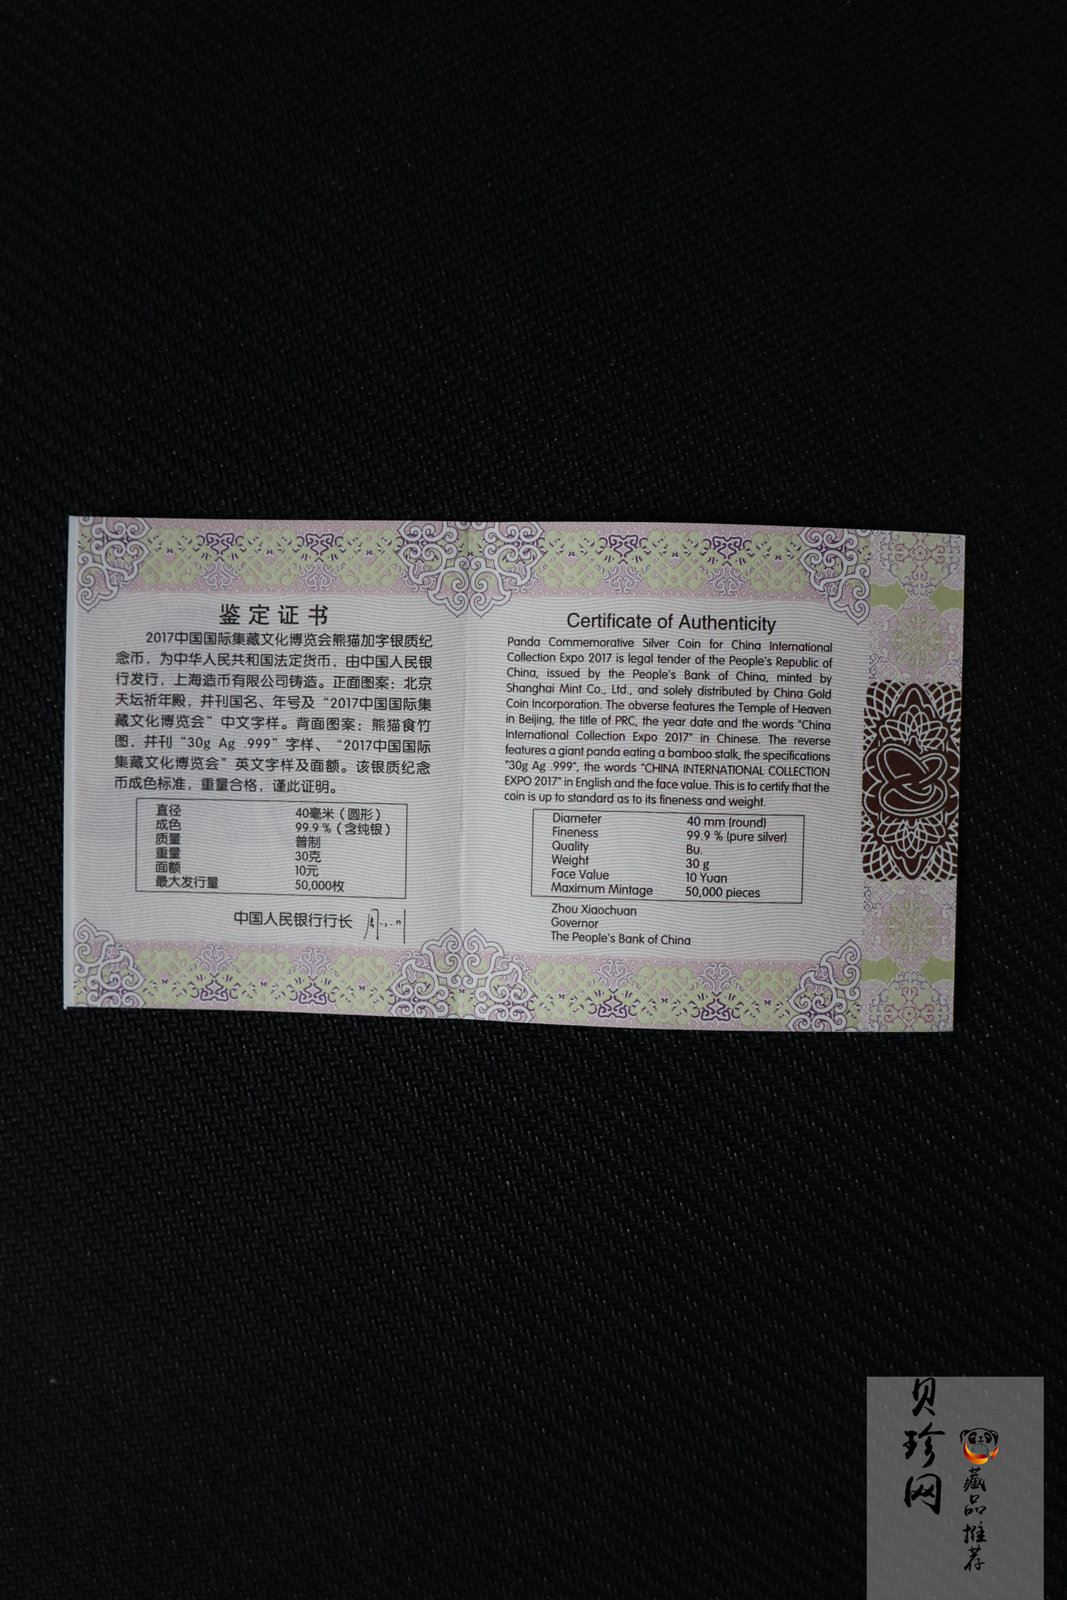 鉴定证书
2017中国国际集藏文化博览会熊猫加字银质纪
念币，为中华人民共和国法定货币，由中国人民银
行发行，上海造币有限公司铸造。正面图案：北京
天坛祈年殿，并刊国名、年号及“2017中国国际集
藏文化博览会”中文字样。背面图案：熊猫食竹
图，并刊“30g Ag .999”字样、“2017中国国际
集藏文化博览会”英文字样及面额。该银质纪念
币成色标准，重量合格，谨此证明。
直径 40毫米（圆形）
成色 99.9％（含纯银）
质量 普制
重量 30克
面额 10元
最大发行量 50,000枚
中国人民银行行长
Certificate of Authenticity
Panda Commemorative Silver Coin for China International
Collection Expo 2017 is legal tender of the People's Republic of
China, issued by the People's Bank of China, minted by
Shanghai Mint Co., Ltd., and solely distributed by China Gold
Coin Incorporation. The obverse features the Temple of Heaven
in Beijing, the title of PRC, the year date and the words "China
International Collection Expo 2017" in Chinese. The reverse
features a giant panda eating a bamboo stalk, the specifications
"30g Ag .999", the words "CHINA INTERNATIONAL COLLECTION
EXPO 2017" in English and the face value. This is to certify that the
coin is up to standard as to its fineness and weight.
Diameter 40 mm (round)
Fineness 99.9 % (pure silver)
Quality Bu.
Weight 30 g
Face Value 10 Yuan
Maximum Mintage 50,000 pieces
Zhou Xiaochuan
Governor
The People's Bank of China
贝珍网
藏品推荐